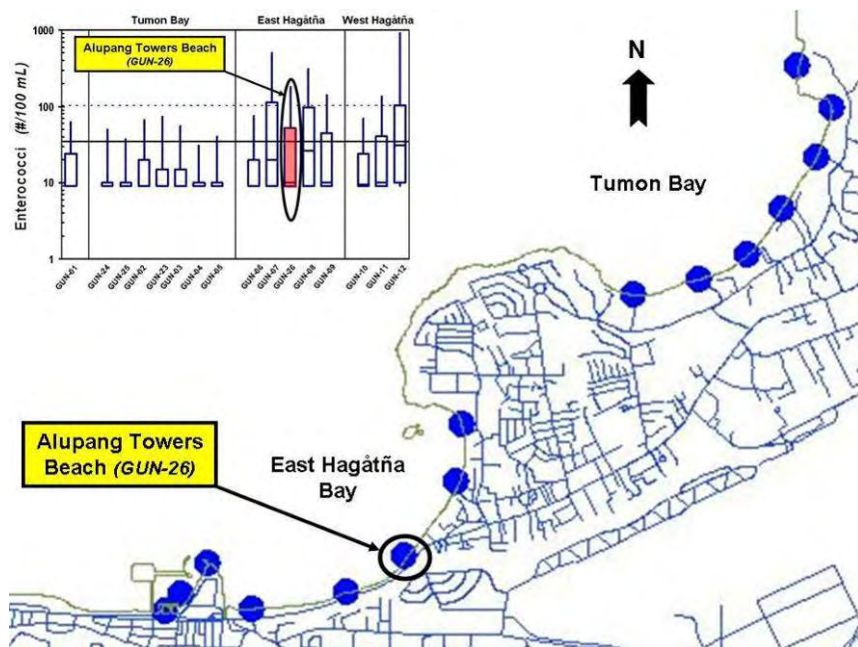 Tumon Bay East Hagåtña West Hagåtña
Alupang Towers Beach
(GUN-26)
Enterococci (#/100 mL)
1000
100
10
1
GUN-01
GUN-24
GUN-25
GUN-02
GUN-23
GUN-03
GUN-04
GUN-05
GUN-06
GUN-07
GUN-26
GUN-08
GUN-09
GUN-10
GUN-11
GUN-12
N
Tumon Bay
Alupang Towers
Beach (GUN-26)
East Hagåtña
Bay